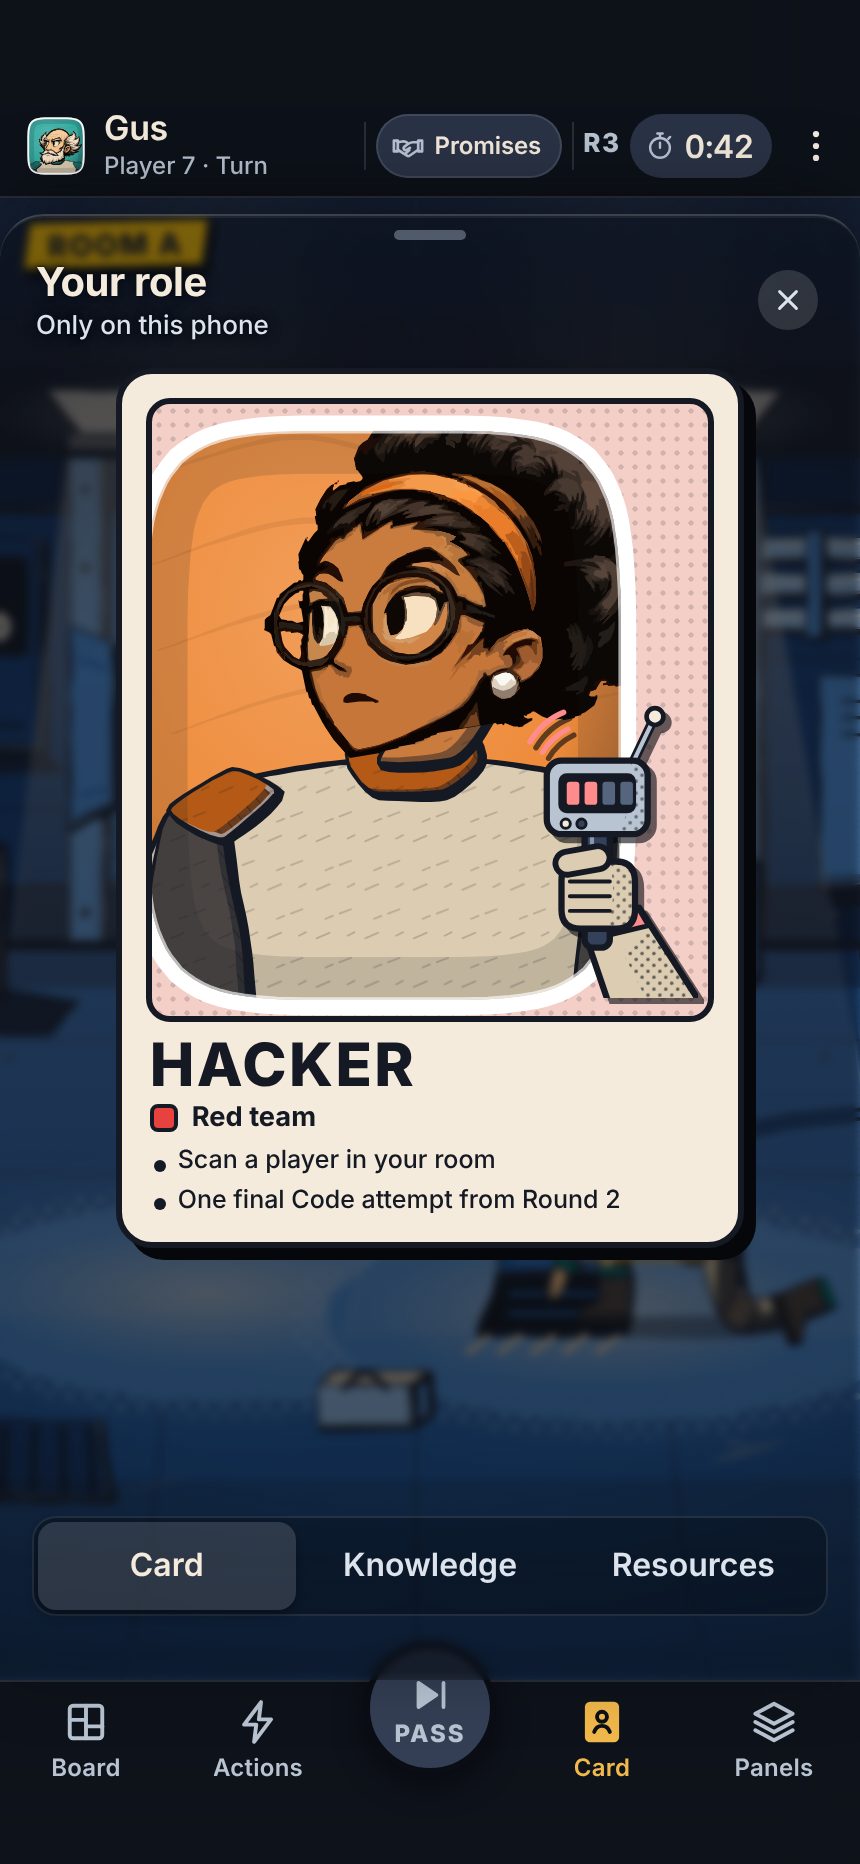 Gus
Player 7 · Turn
Promises
R3
0:42
ROOM A
Your role
Only on this phone
HACKER
Red team
• Scan a player in your room
• One final Code attempt from Round 2
Card
Knowledge
Resources
PASS
Board
Actions
Card
Panels